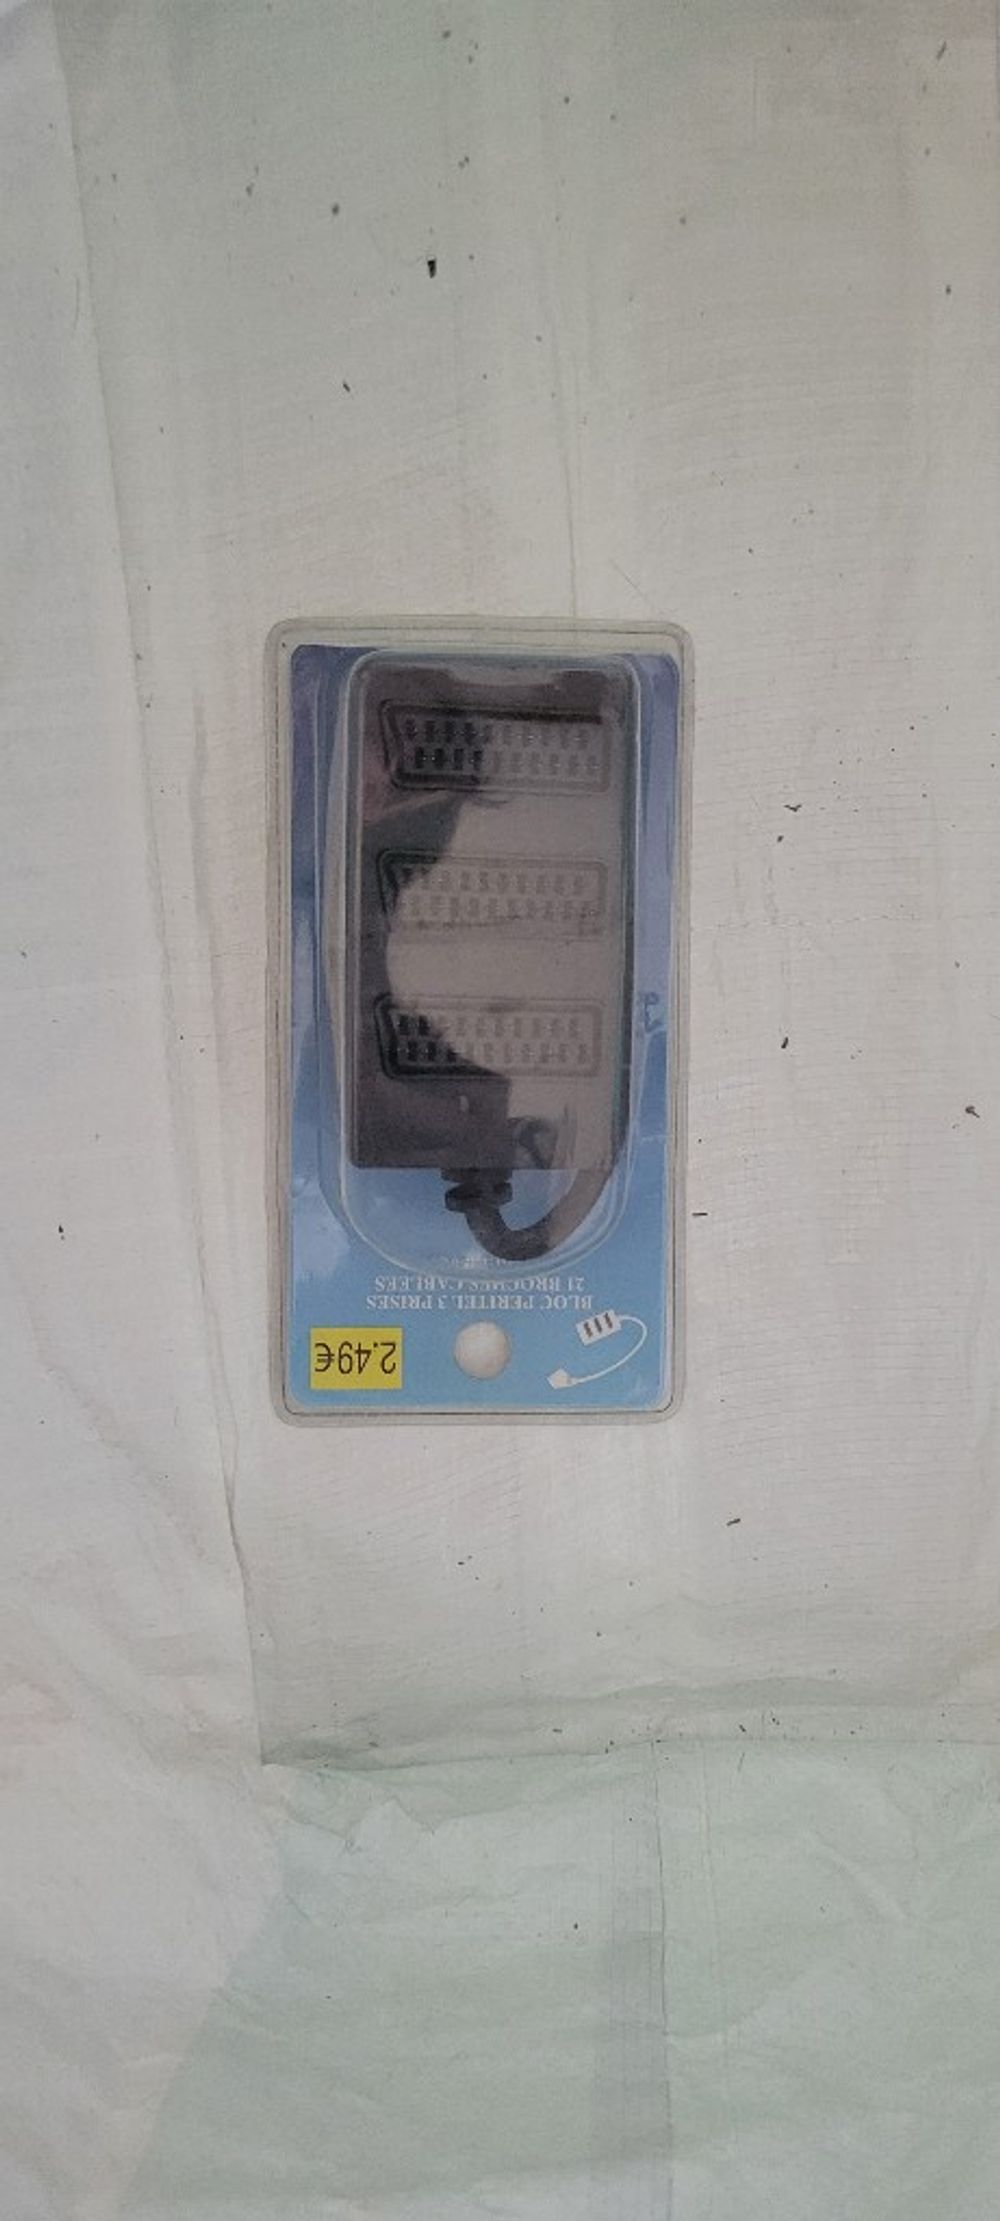 2.49€
BLOC PERITEL 3 PRISES
21 BROCHES CABLEES